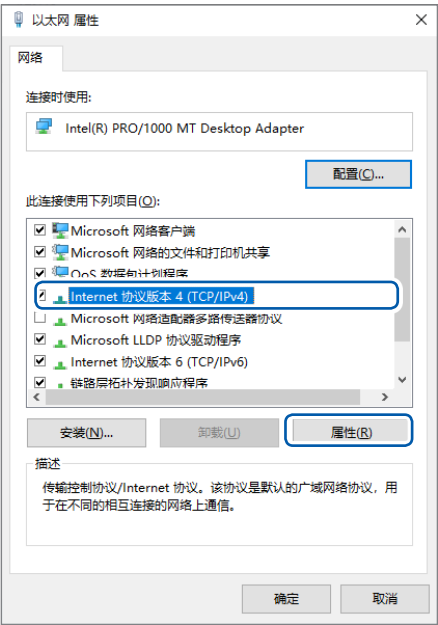 以太网 属性
网络
连接时使用:
Intel(R) PRO/1000 MT Desktop Adapter
配置(C)...
此连接使用下列项目(O):
Microsoft 网络客户端
Microsoft 网络的文件和打印机共享
QoS 数据包计划程序
Internet 协议版本 4 (TCP/IPv4)
Microsoft 网络适配器多路传送器协议
Microsoft LLDP 协议驱动程序
Internet 协议版本 6 (TCP/IPv6)
链路层拓扑发现响应程序
安装(N)... 卸载(U) 属性(R)
描述
传输控制协议/Internet 协议。该协议是默认的广域网络协议，用
于在不同的相互连接的网络上通信。
确定 取消